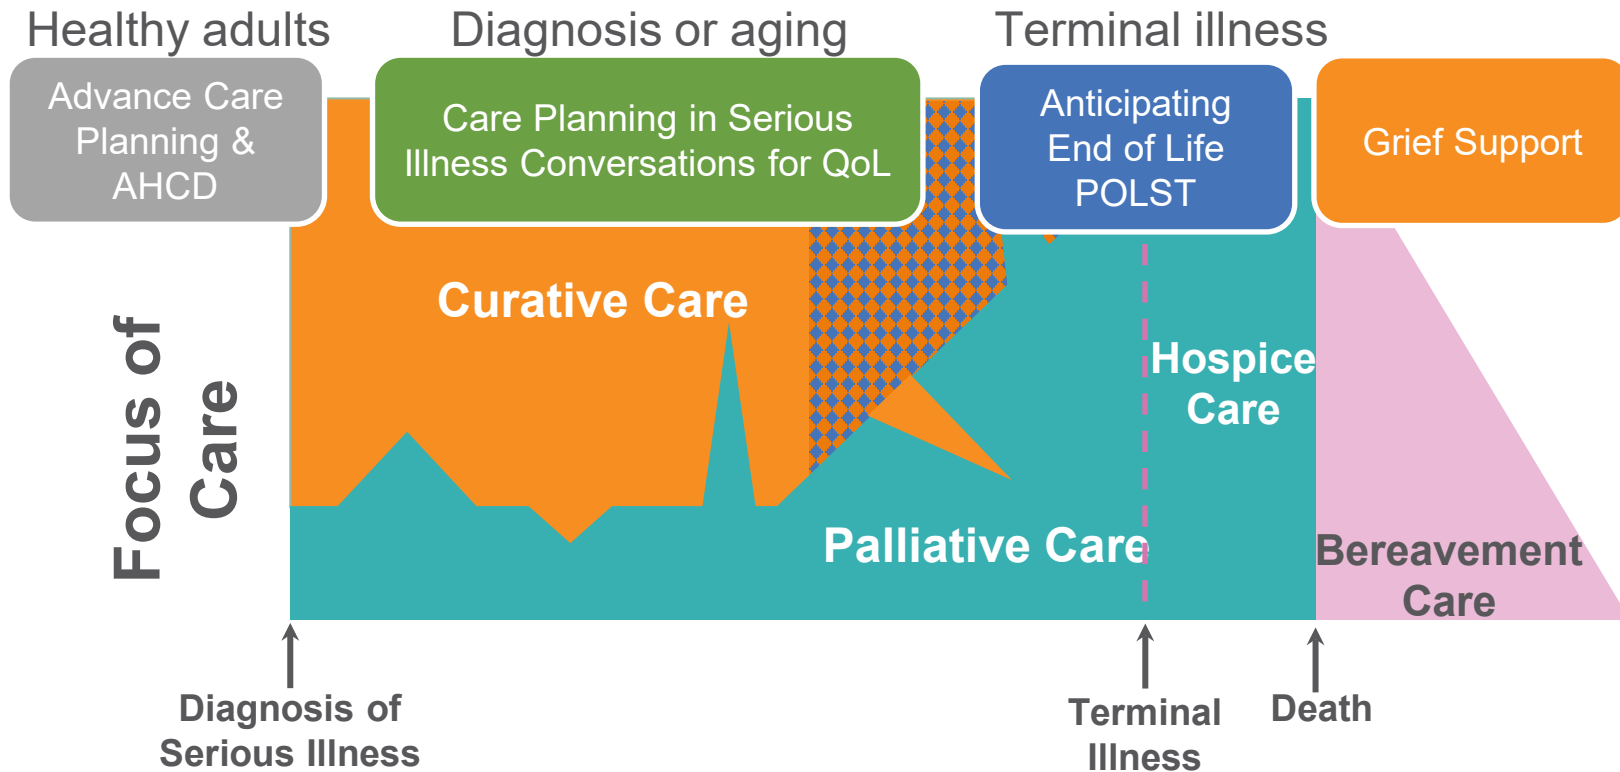 Healthy adults
Diagnosis or aging
Terminal illness
Advance Care
Planning &
AHCD
Care Planning in Serious
Illness Conversations for QoL
Anticipating
End of Life
POLST
Grief Support
Focus of
Care
Curative Care
Hospice
Care
Palliative Care
Bereavement
Care
Diagnosis of
Serious Illness
Terminal
Illness
Death